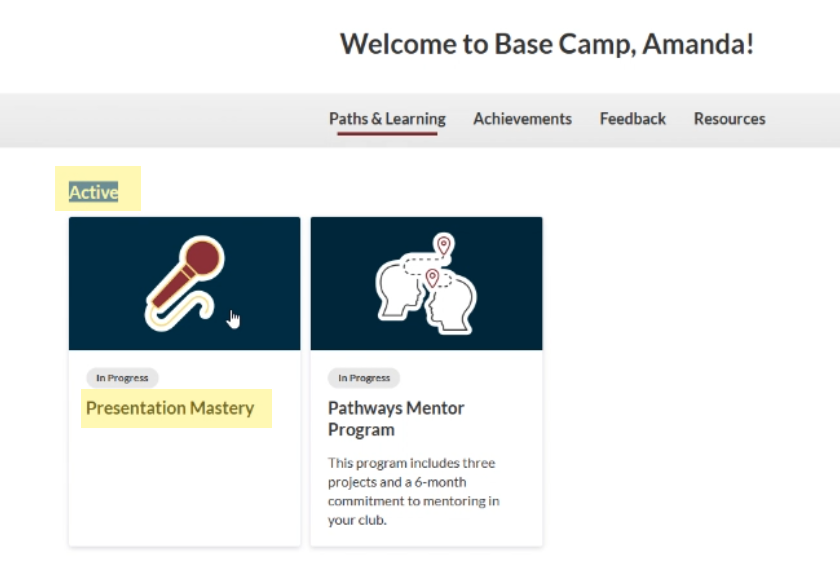 Welcome to Base Camp, Amanda!
Paths & Learning Achievements Feedback Resources
Active
In Progress
Presentation Mastery
In Progress
Pathways Mentor
Program
This program includes three
projects and a 6-month
commitment to mentoring in
your club.